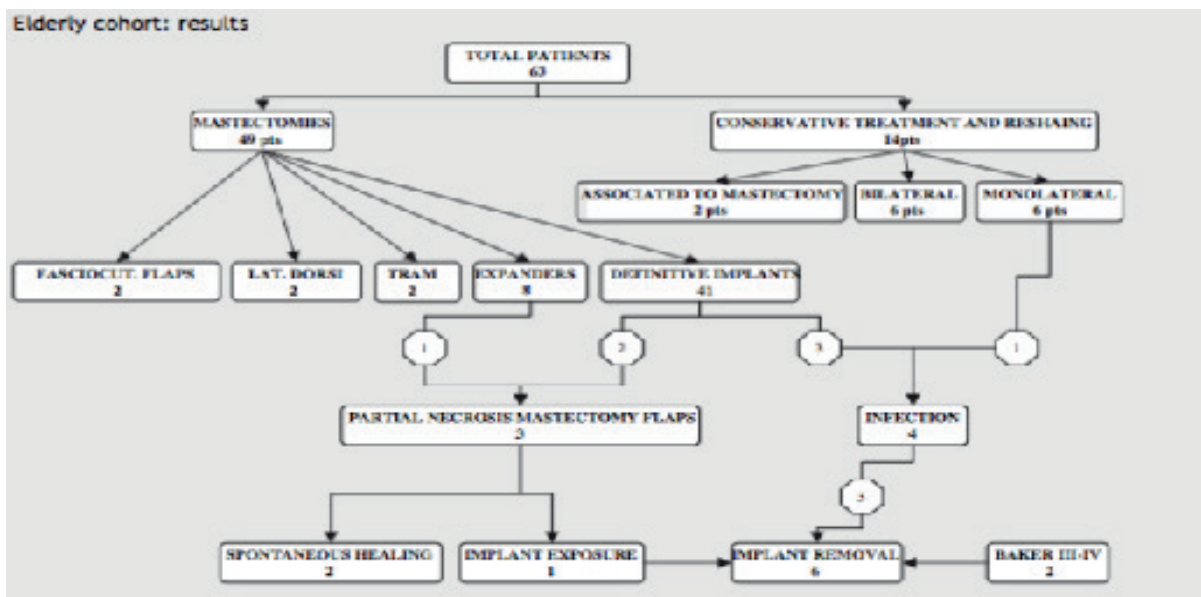 Elderly cohort: results
TOTAL PATIENTS
63
MASTECTOMIES
49 pts
CONSERVATIVE TREATMENT AND RESHAING
14pts
ASSOCIATED TO MASTECTOMY
2 pts
BILATERAL
6 pts
MONOLATERAL
6 pts
FASCIOCUT. FLAPS
2
LAT. DORSI
2
TRAM
2
EXPANDERS
8
DEFINITIVE IMPLANTS
41
1
2
3
1
PARTIAL NECROSIS MASTECTOMY FLAPS
3
INFECTION
4
3
SPONTANEOUS HEALING
2
IMPLANT EXPOSURE
1
IMPLANT REMOVAL
6
BAKER III-IV
2